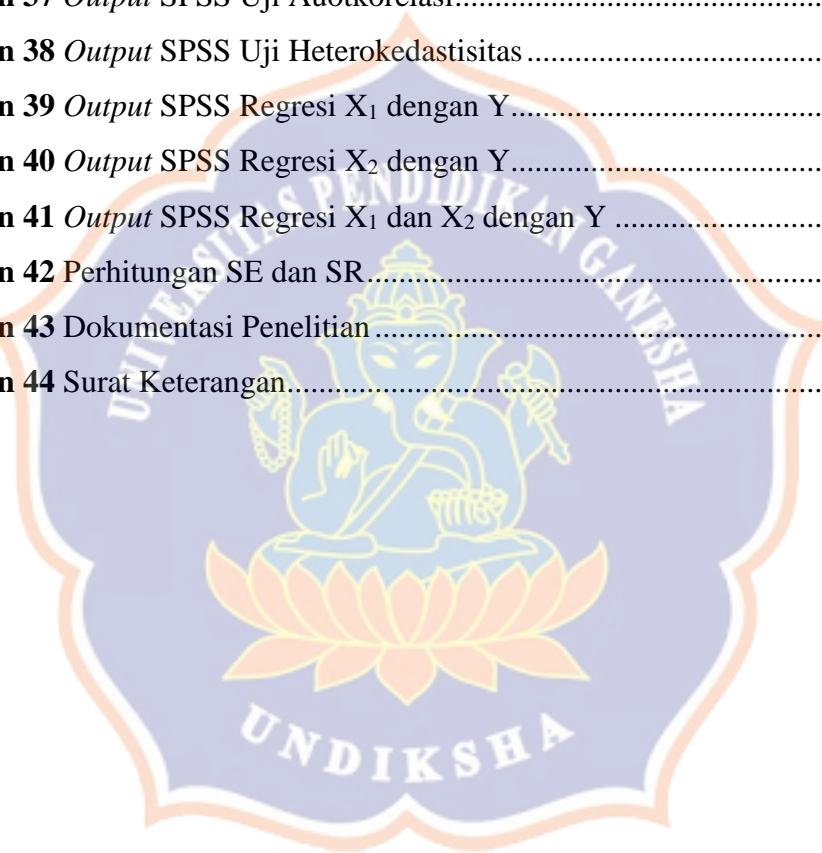 n 37 Output SPSS Uji Auotkorelasi........................................
n 38 Output SPSS Uji Heterokedastisitas ........................................
n 39 Output SPSS Regresi X₁ dengan Y........................................
n 40 Output SPSS Regresi X₂ dengan Y........................................
n 41 Output SPSS Regresi X₁ dan X₂ dengan Y ........................................
n 42 Perhitungan SE dan SR........................................
n 43 Dokumentasi Penelitian ........................................
n 44 Surat Keterangan........................................
UNIVERSITAS PENDIDIKAN GANESHA
UNDIKSHA